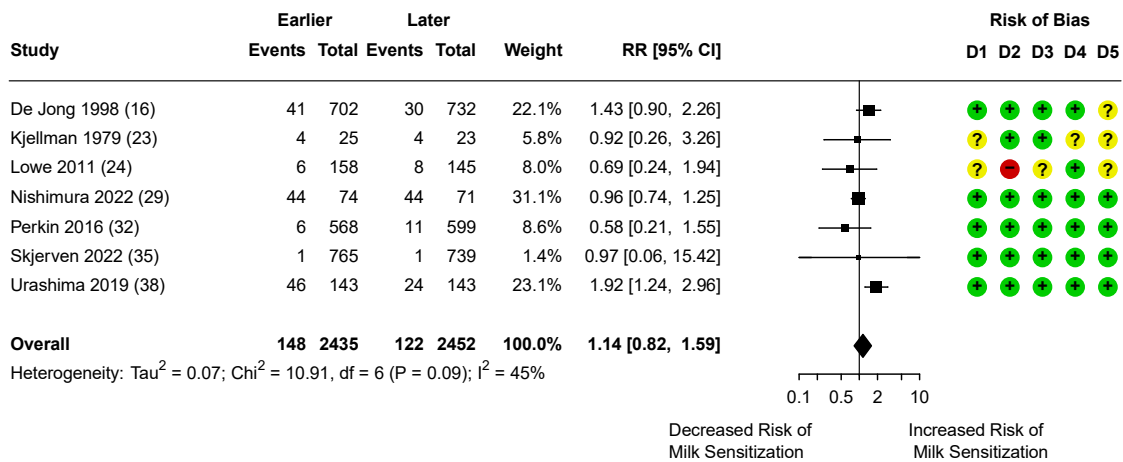 Earlier Later Risk of Bias
Study Events Total Events Total Weight RR [95% CI] D1 D2 D3 D4 D5
De Jong 1998 (16) 41 702 30 732 22.1% 1.43 [0.90, 2.26] + + + + ?
Kjellman 1979 (23) 4 25 4 23 5.8% 0.92 [0.26, 3.26] ? + + ? ?
Lowe 2011 (24) 6 158 8 145 8.0% 0.69 [0.24, 1.94] ? − ? + ?
Nishimura 2022 (29) 44 74 44 71 31.1% 0.96 [0.74, 1.25] + + + + +
Perkin 2016 (32) 6 568 11 599 8.6% 0.58 [0.21, 1.55] + + + + +
Skjerven 2022 (35) 1 765 1 739 1.4% 0.97 [0.06, 15.42] + + + + +
Urashima 2019 (38) 46 143 24 143 23.1% 1.92 [1.24, 2.96] + + + + +
Overall 148 2435 122 2452 100.0% 1.14 [0.82, 1.59]
Heterogeneity: Tau² = 0.07; Chi² = 10.91, df = 6 (P = 0.09); I² = 45%
0.1 0.5 2 10
Decreased Risk of Increased Risk of
Milk Sensitization Milk Sensitization